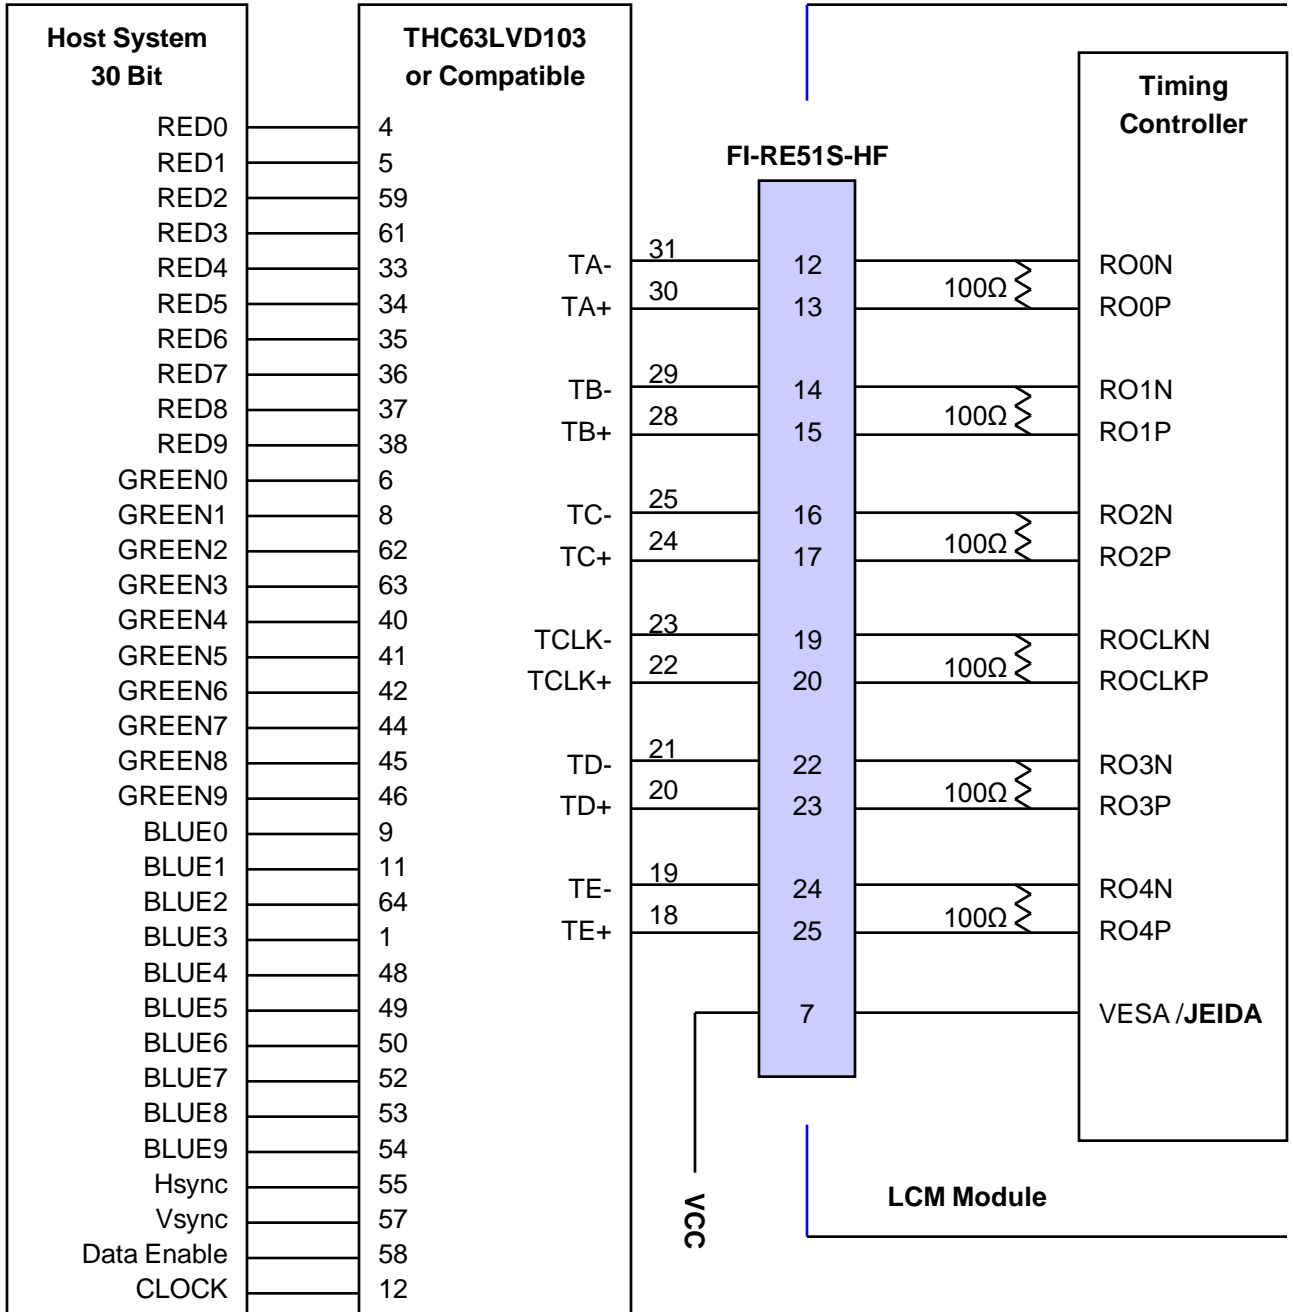 Host System
30 Bit
RED0
RED1
RED2
RED3
RED4
RED5
RED6
RED7
RED8
RED9
GREEN0
GREEN1
GREEN2
GREEN3
GREEN4
GREEN5
GREEN6
GREEN7
GREEN8
GREEN9
BLUE0
BLUE1
BLUE2
BLUE3
BLUE4
BLUE5
BLUE6
BLUE7
BLUE8
BLUE9
Hsync
Vsync
Data Enable
CLOCK
THC63LVD103
or Compatible
4
5
59
61
33
34
35
36
37
38
6
8
62
63
40
41
42
44
45
46
9
11
64
1
48
49
50
52
53
54
55
57
58
12
TA-
TA+
TB-
TB+
TC-
TC+
TCLK-
TCLK+
TD-
TD+
TE-
TE+
31
30
29
28
25
24
23
22
21
20
19
18
FI-RE51S-HF
12
13
14
15
16
17
19
20
22
23
24
25
7
100Ω
100Ω
100Ω
100Ω
100Ω
100Ω
Timing
Controller
RO0N
RO0P
RO1N
RO1P
RO2N
RO2P
ROCLKN
ROCLKP
RO3N
RO3P
RO4N
RO4P
VESA /JEIDA
VCC
LCM Module